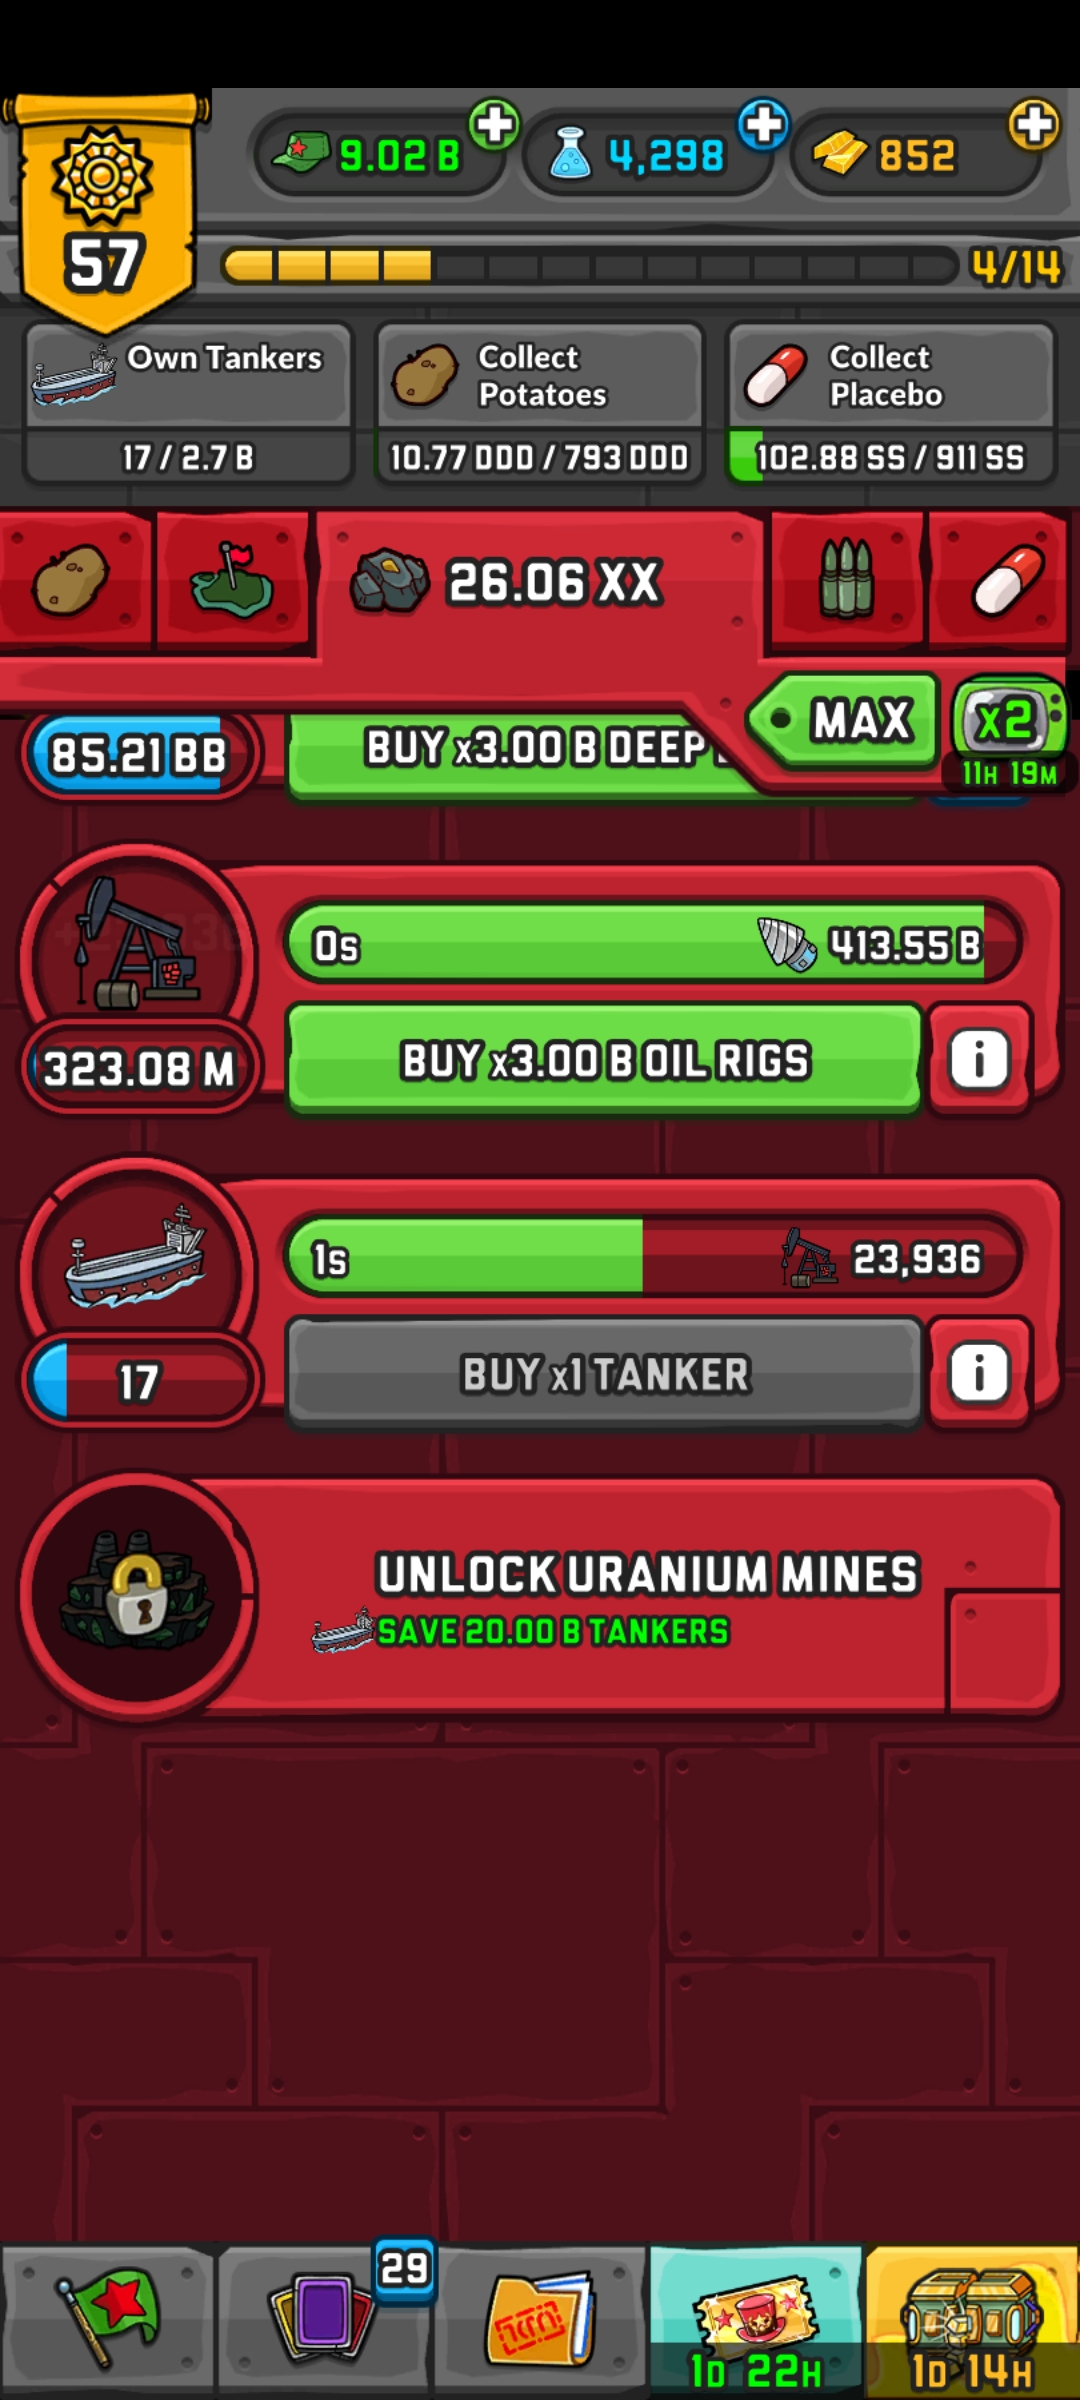 57
9.02 B
4,298
852
4/14
Own Tankers
17 / 2.7 B
Collect
Potatoes
10.77 DDD / 793 DDD
Collect
Placebo
102.88 SS / 911 SS
26.06 XX
MAX
x2
11H 19M
85.21 BB
BUY x3.00 B DEEP
0s
413.55 B
323.08 M
BUY x3.00 B OIL RIGS
i
1s
23,936
17
BUY x1 TANKER
i
UNLOCK URANIUM MINES
SAVE 20.00 B TANKERS
29
1D 22H
1D 14H